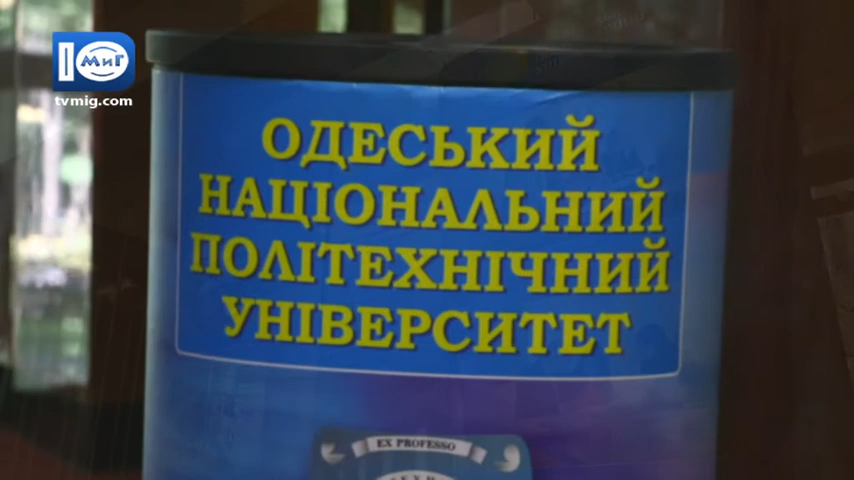 МиГ
tvmig.com
ОДЕСЬКИЙ
НАЦІОНАЛЬНИЙ
ПОЛІТЕХНІЧНИЙ
УНІВЕРСИТЕТ
EX PROFESSO